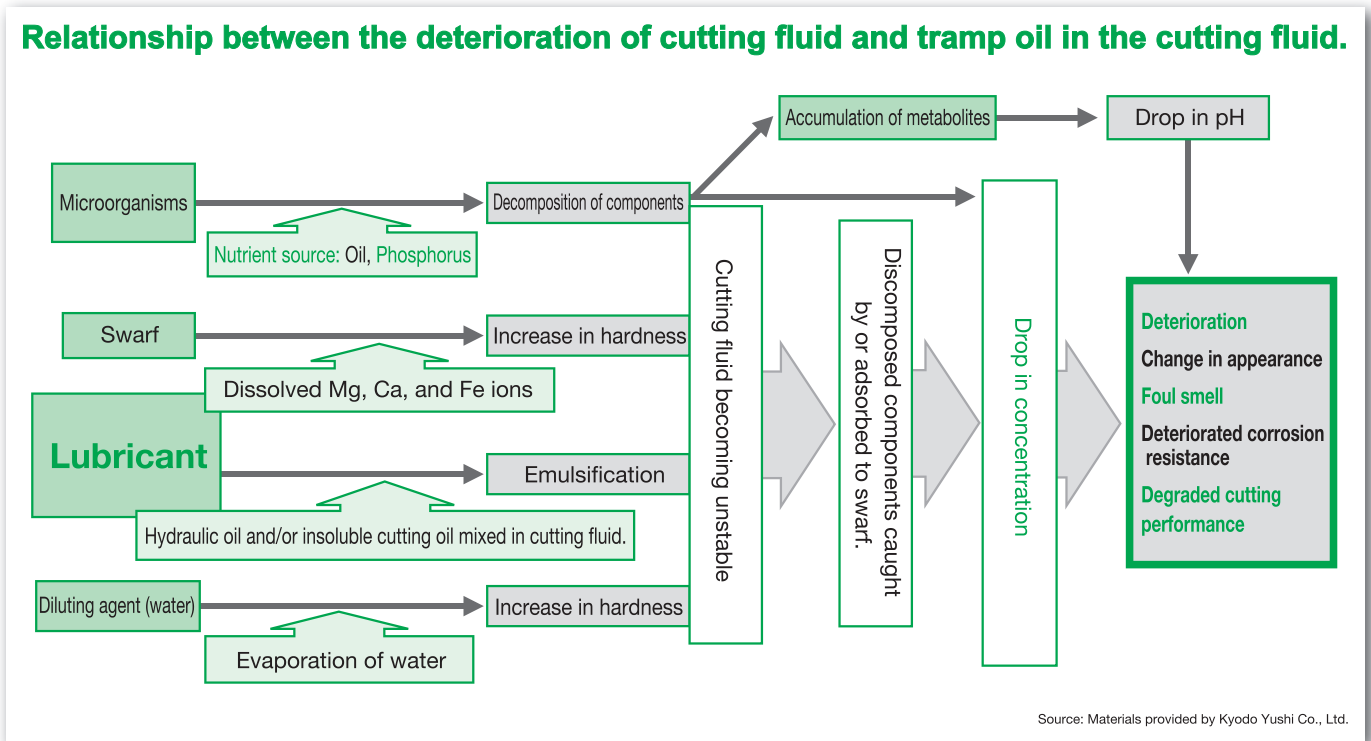 Relationship between the deterioration of cutting fluid and tramp oil in the cutting fluid.
Accumulation of metabolites
Drop in pH
Microorganisms
Decomposition of components
Nutrient source: Oil, Phosphorus
Swarf
Increase in hardness
Dissolved Mg, Ca, and Fe ions
Lubricant
Emulsification
Hydraulic oil and/or insoluble cutting oil mixed in cutting fluid.
Diluting agent (water)
Increase in hardness
Evaporation of water
Cutting fluid becoming unstable
Discomposed components caught
by or adsorbed to swarf.
Drop in concentration
Deterioration
Change in appearance
Foul smell
Deteriorated corrosion
resistance
Degraded cutting
performance
Source: Materials provided by Kyodo Yushi Co., Ltd.